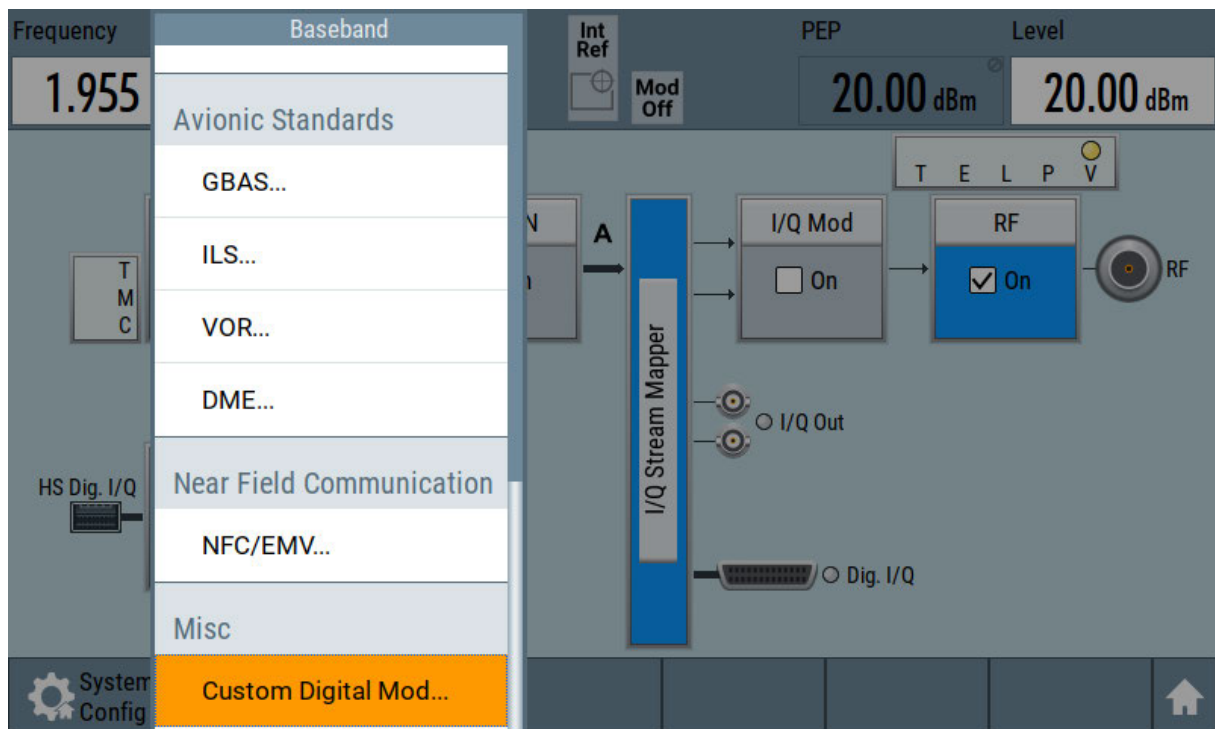 Frequency
1.955
Baseband
Int
Ref
Mod
Off
PEP
20.00 dBm
Level
20.00 dBm
Avionic Standards
GBAS...
ILS...
VOR...
DME...
Near Field Communication
NFC/EMV...
Misc
Custom Digital Mod...
T
M
C
HS Dig. I/Q
N
A
I/Q Stream Mapper
I/Q Mod
On
T E L P V
RF
On
RF
I/Q Out
Dig. I/Q
System
Config